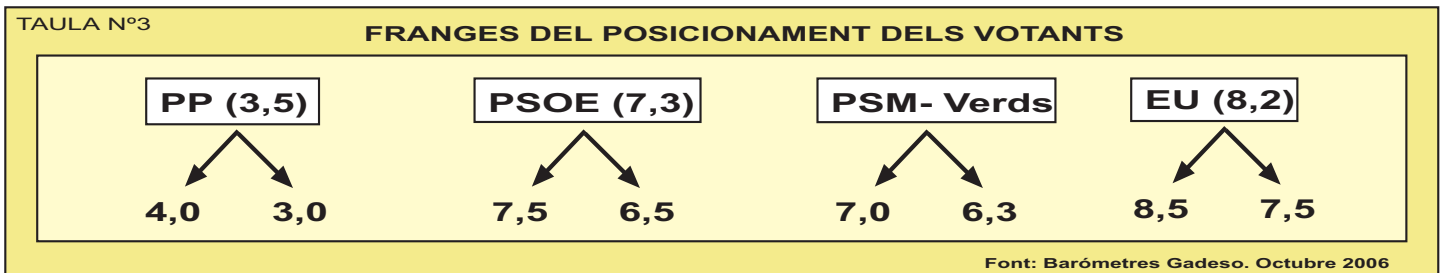 TAULA Nº3
FRANGES DEL POSICIONAMENT DELS VOTANTS
PP (3,5) PSOE (7,3) PSM- Verds EU (8,2)
4,0 3,0 7,5 6,5 7,0 6,3 8,5 7,5
Font: Barómetres Gadeso. Octubre 2006